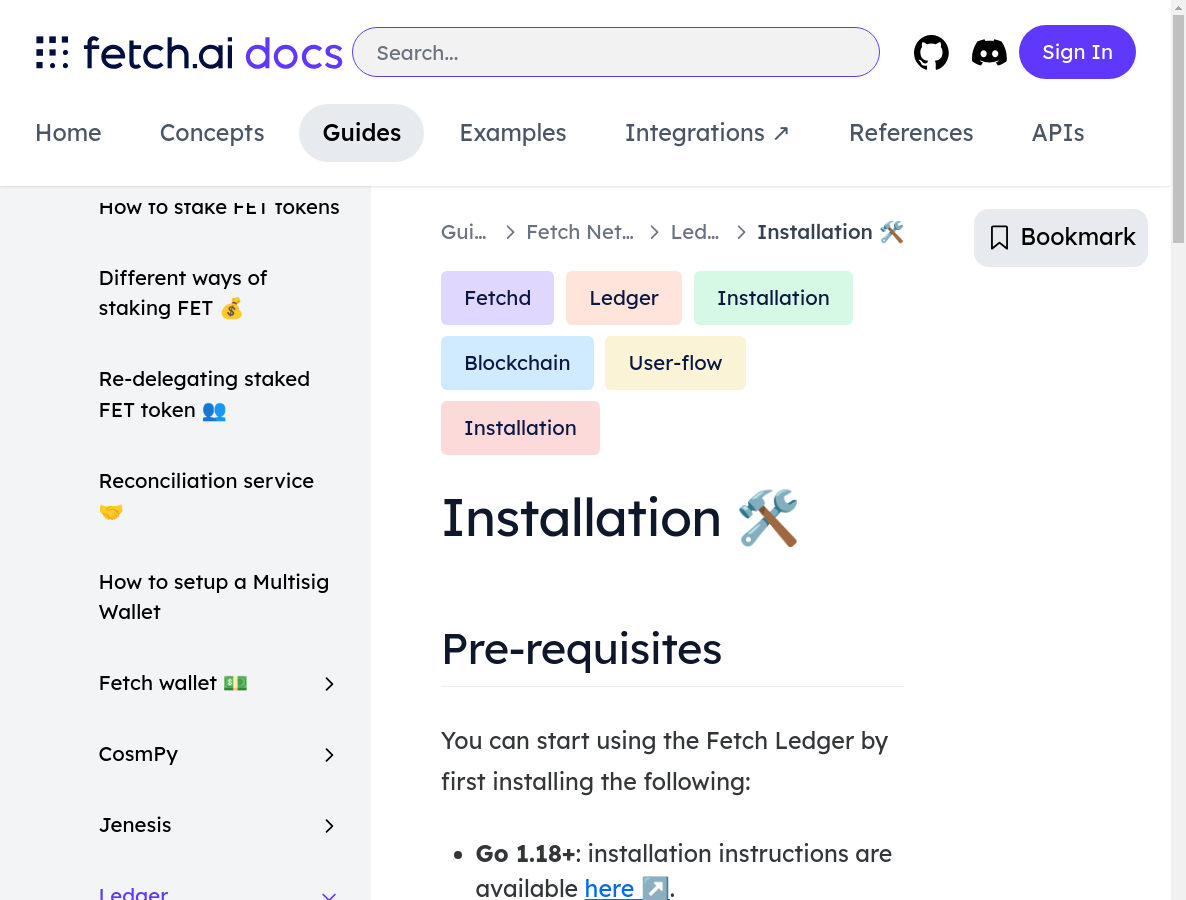 fetch.ai docs
Search...
Sign In
Home
Concepts
Guides
Examples
Integrations ↗
References
APIs
How to stake FET tokens
Different ways of
staking FET 💰
Re-delegating staked
FET token 👥
Reconciliation service
🤝
How to setup a Multisig
Wallet
Fetch wallet 💵
CosmPy
Jenesis
Ledger
Gui...
Fetch Net...
Led...
Installation 🛠️
Bookmark
Fetchd
Ledger
Installation
Blockchain
User-flow
Installation
Installation 🛠️
Pre-requisites
You can start using the Fetch Ledger by
first installing the following:
• Go 1.18+: installation instructions are
available here ↗️.